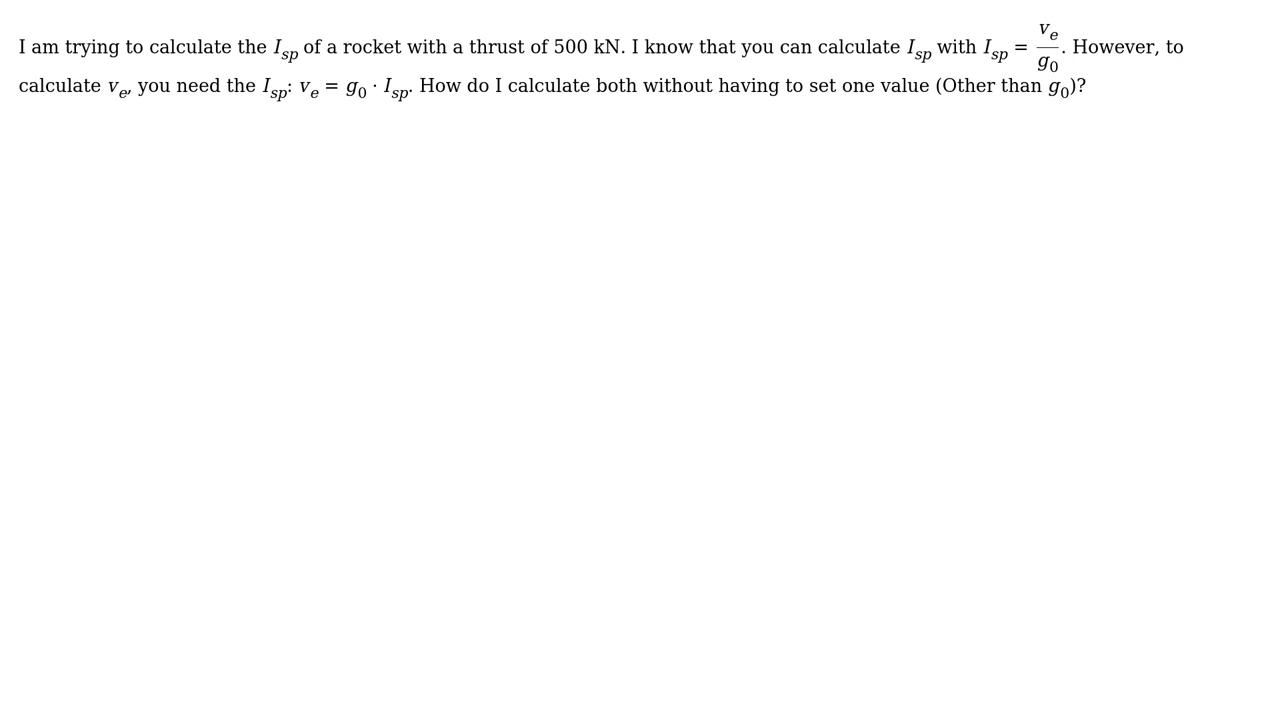 I am trying to calculate the I_sp of a rocket with a thrust of 500 kN. I know that you can calculate I_sp with I_sp = v_e/g_0. However, to
calculate v_e, you need the I_sp: v_e = g_0 · I_sp. How do I calculate both without having to set one value (Other than g_0)?